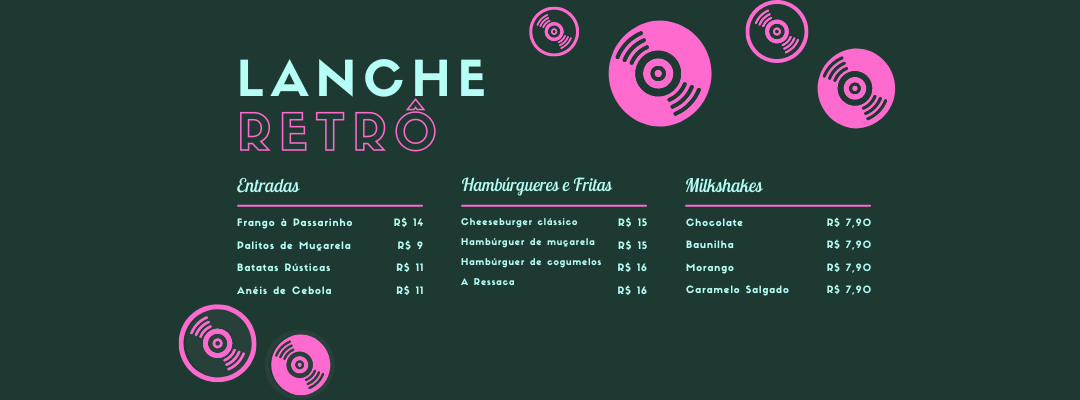 LANCHE
RETRÔ
Entradas
Frango à Passarinho R$ 14
Palitos de Muçarela R$ 9
Batatas Rústicas R$ 11
Anéis de Cebola R$ 11
Hambúrgueres e Fritas
Cheeseburger clássico R$ 15
Hambúrguer de muçarela R$ 15
Hambúrguer de cogumelos R$ 16
A Ressaca R$ 16
Milkshakes
Chocolate R$ 7,90
Baunilha R$ 7,90
Morango R$ 7,90
Caramelo Salgado R$ 7,90